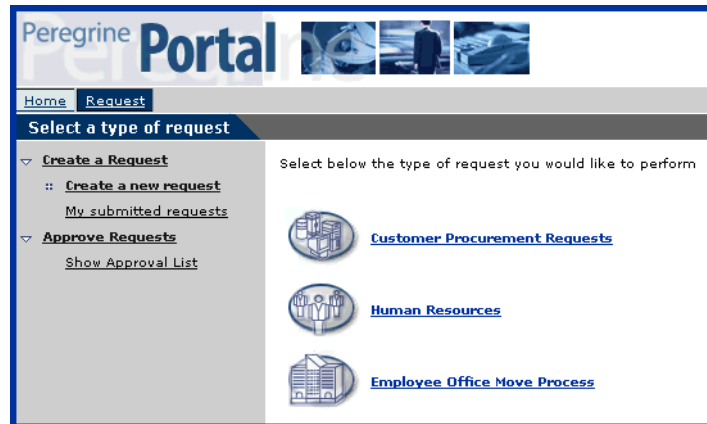 Peregrine Portal
Home Request
Select a type of request
Create a Request
Create a new request
My submitted requests
Approve Requests
Show Approval List
Select below the type of request you would like to perform
Customer Procurement Requests
Human Resources
Employee Office Move Process